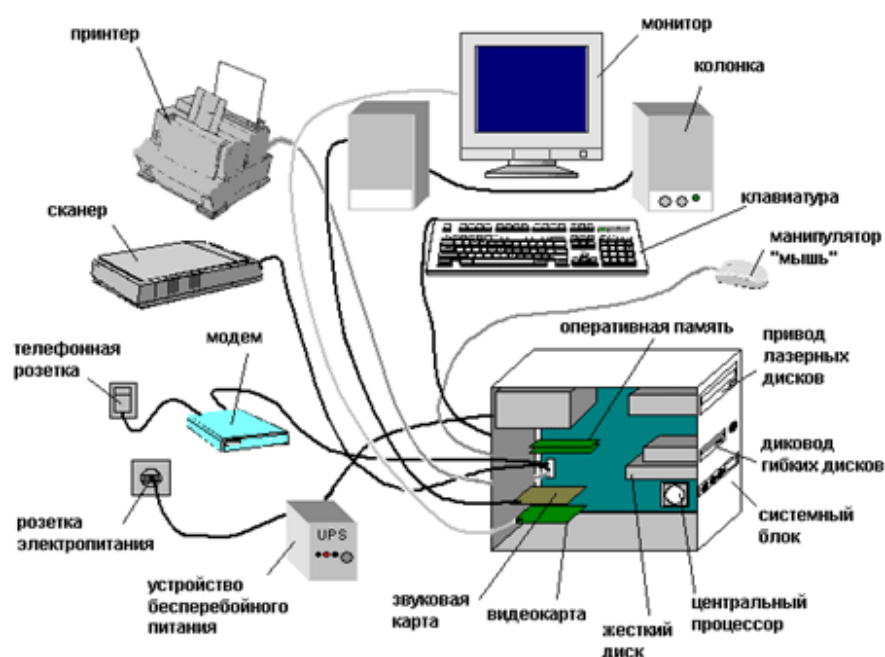 принтер
монитор
колонка
сканер
клавиатура
манипулятор
"мышь"
оперативная память
привод
лазерных
дисков
телефонная
розетка
модем
диковод
гибких дисков
розетка
электропитания
UPS
системный
блок
устройство
бесперебойного
питания
звуковая
карта
видеокарта
жесткий
диск
центральный
процессор